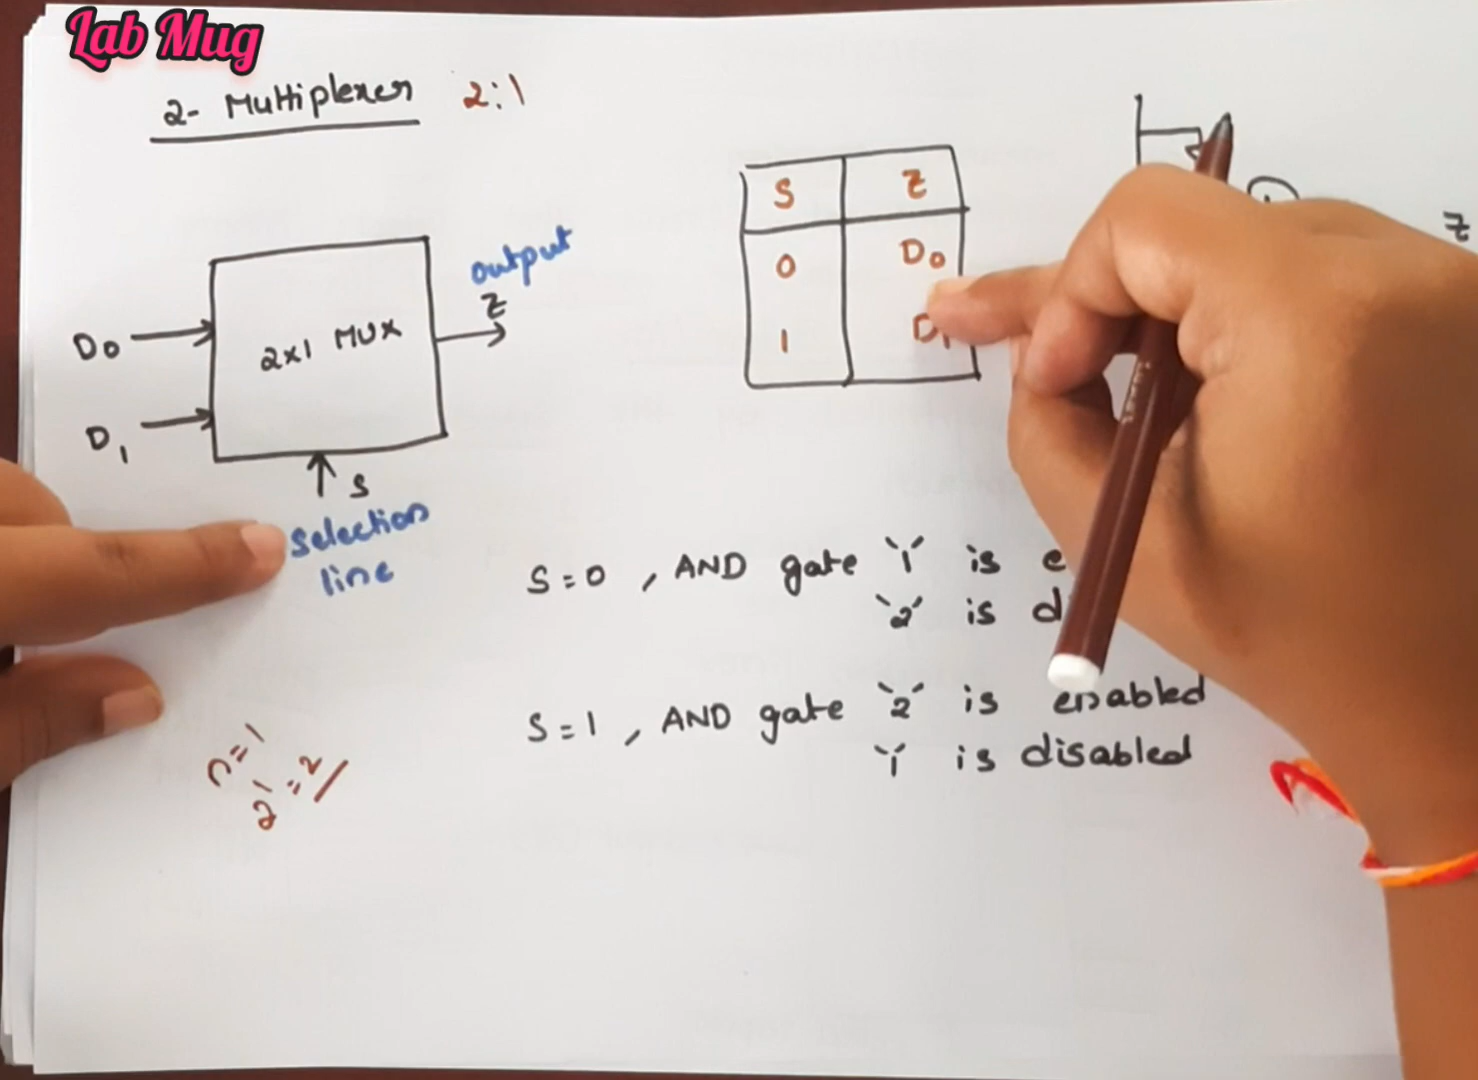 Lab Mug
2- Multiplexer 2:1
S Z
0 D0
1
D0
D1
2x1 MUX
output
Z
S
selection
line
Z
S=0 , AND gate '1' is
'2' is
S=1 , AND gate '2' is enabled
'1' is disabled
n=1
2^1=2